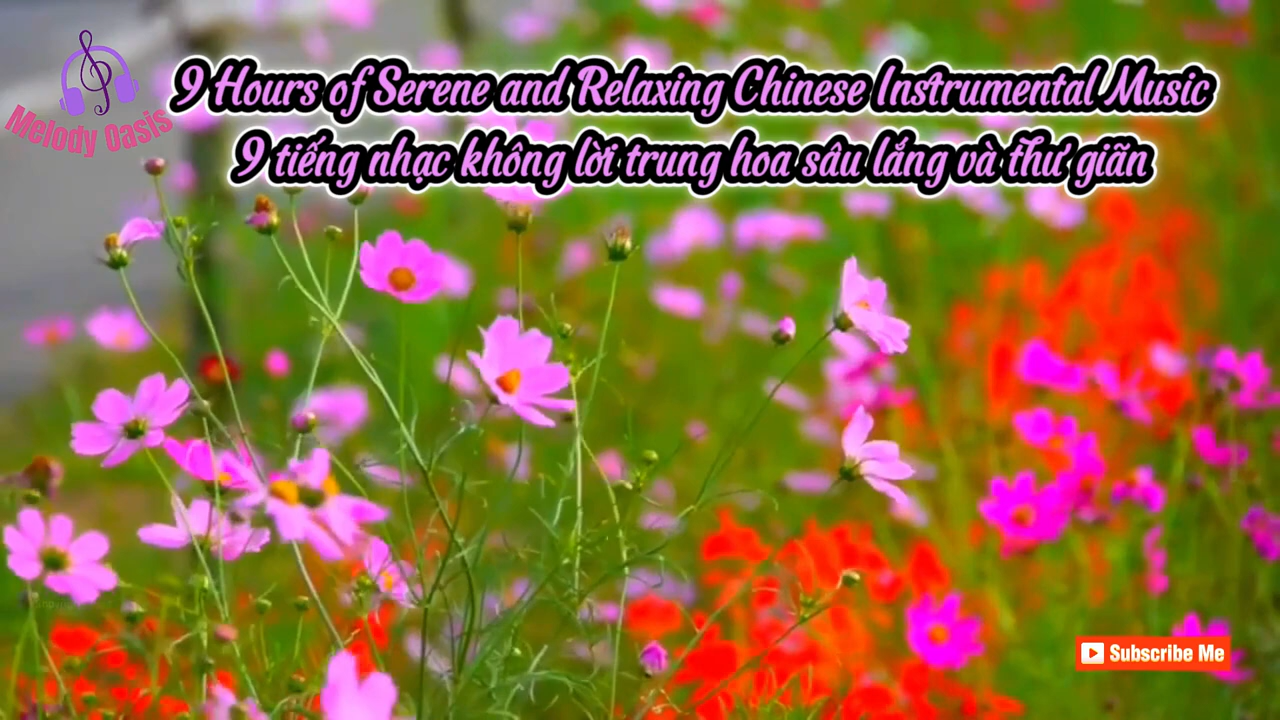 Melody Oasis
9 Hours of Serene and Relaxing Chinese Instrumental Music
9 tiếng nhạc không lời trung hoa sâu lắng và thư giãn
Subscribe Me